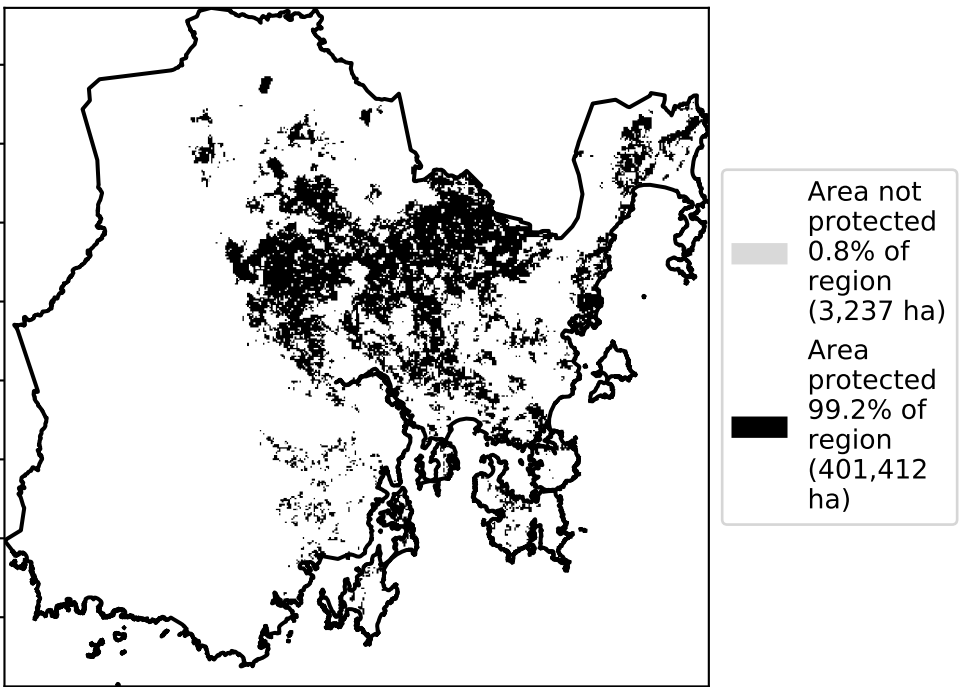 Area not
protected
0.8% of
region
(3,237 ha)
Area
protected
99.2% of
region
(401,412
ha)